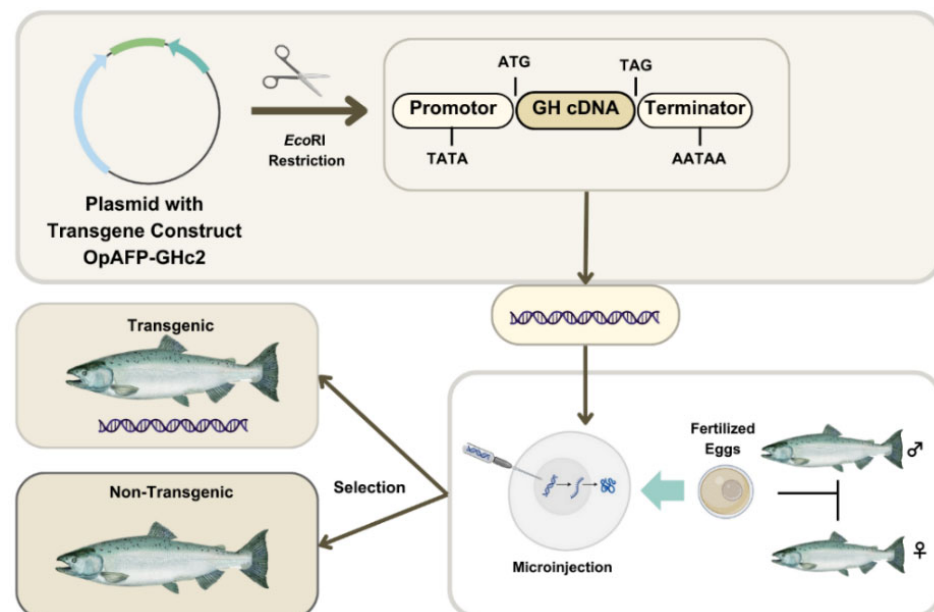 ATG
TAG
Promotor
GH cDNA
Terminator
TATA
AATAA
EcoRI
Restriction
Plasmid with
Transgene Construct
OpAFP-GHc2
Transgenic
Non-Transgenic
Selection
Fertilized
Eggs
♂
♀
Microinjection